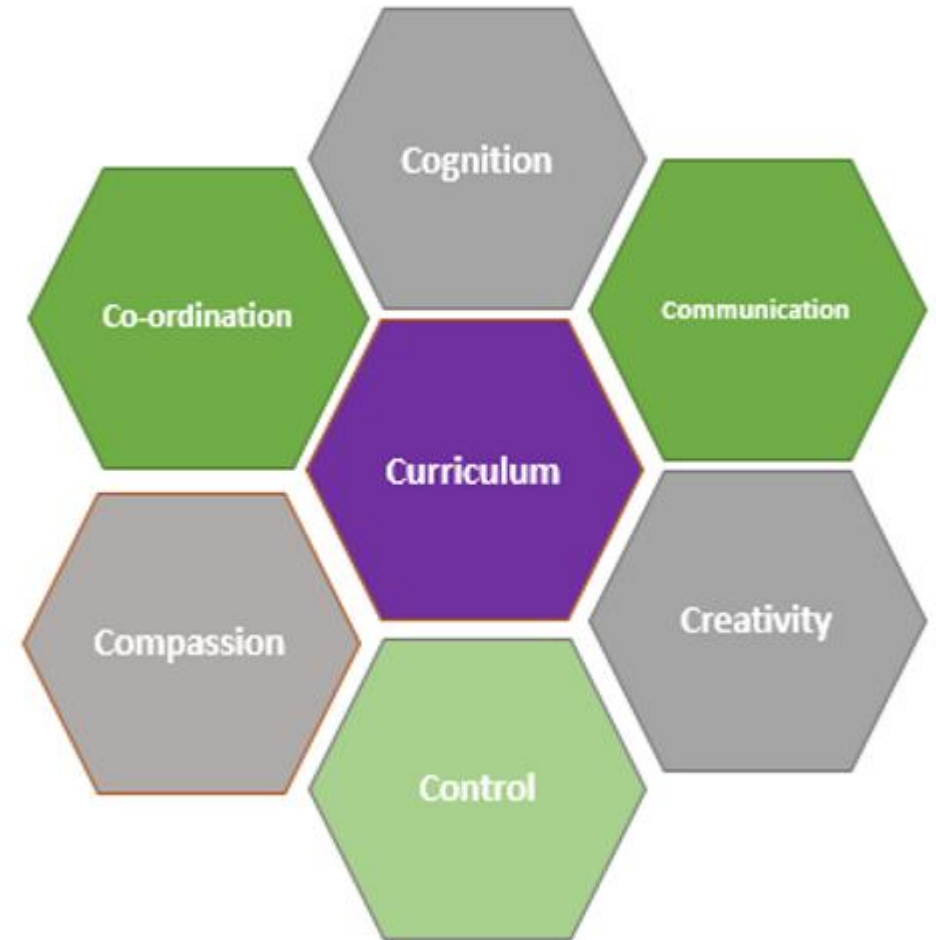 Cognition
Co-ordination
Communication
Curriculum
Compassion
Creativity
Control